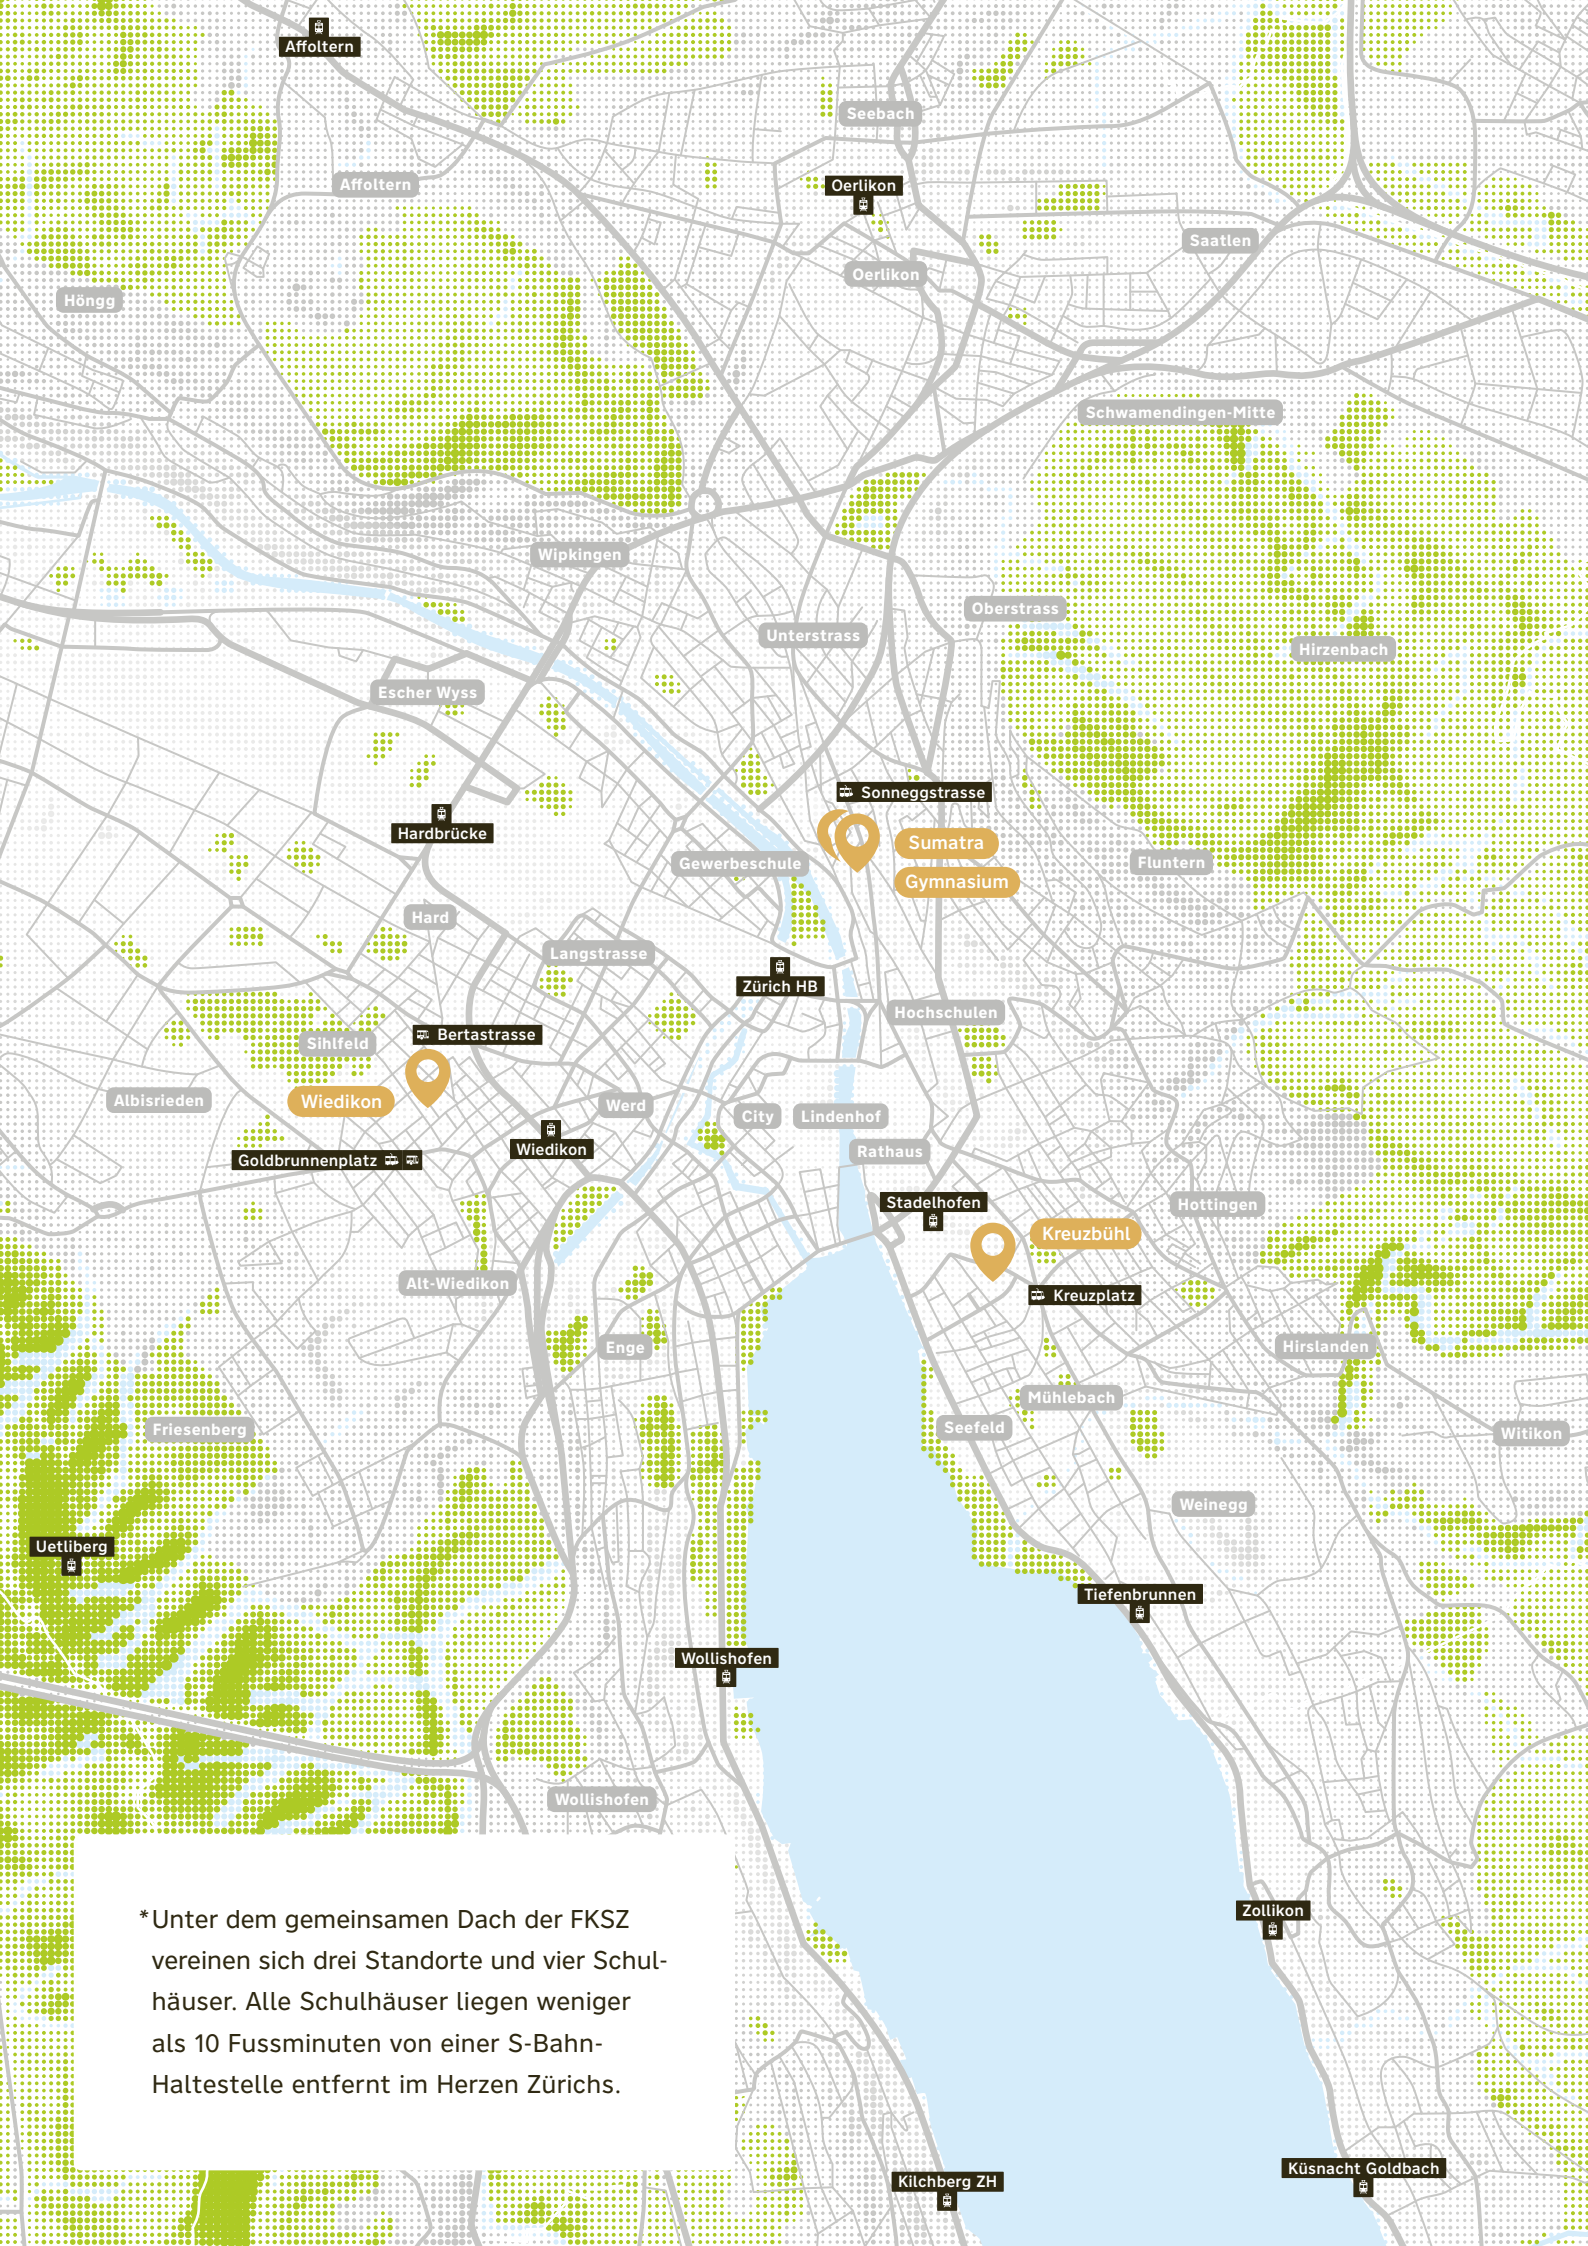 Affoltern
Seebach
Affoltern
Oerlikon
Saatlen
Oerlikon
Höngg
Schwamendingen-Mitte
Wipkingen
Oberstrass
Unterstrass
Hirzenbach
Escher Wyss
Sonneggstrasse
Hardbrücke
Sumatra
Gewerbeschule
Fluntern
Gymnasium
Hard
Langstrasse
Zürich HB
Hochschulen
Bertastrasse
Sihlfeld
Albisrieden
Wiedikon
Werd
City
Lindenhof
Wiedikon
Rathaus
Goldbrunnenplatz
Stadelhofen
Hottingen
Kreuzbühl
Alt-Wiedikon
Kreuzplatz
Enge
Hirslanden
Mühlebach
Friesenberg
Seefeld
Witikon
Weinegg
Uetliberg
Tiefenbrunnen
Wollishofen
Wollishofen
*Unter dem gemeinsamen Dach der FKSZ
vereinen sich drei Standorte und vier Schul-
häuser. Alle Schulhäuser liegen weniger
als 10 Fussminuten von einer S-Bahn-
Haltestelle entfernt im Herzen Zürichs.
Zollikon
Küsnacht Goldbach
Kilchberg ZH